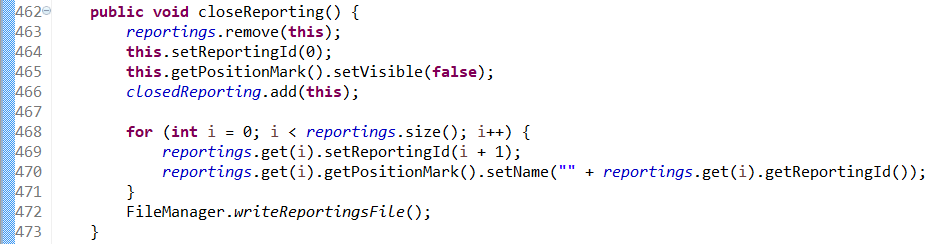 462 public void closeReporting() {
463 reportings.remove(this);
464 this.setReportingId(0);
465 this.getPositionMark().setVisible(false);
466 closedReporting.add(this);
467
468 for (int i = 0; i < reportings.size(); i++) {
469 reportings.get(i).setReportingId(i + 1);
470 reportings.get(i).getPositionMark().setName("" + reportings.get(i).getReportingId());
471 }
472 FileManager.writeReportingsFile();
473 }